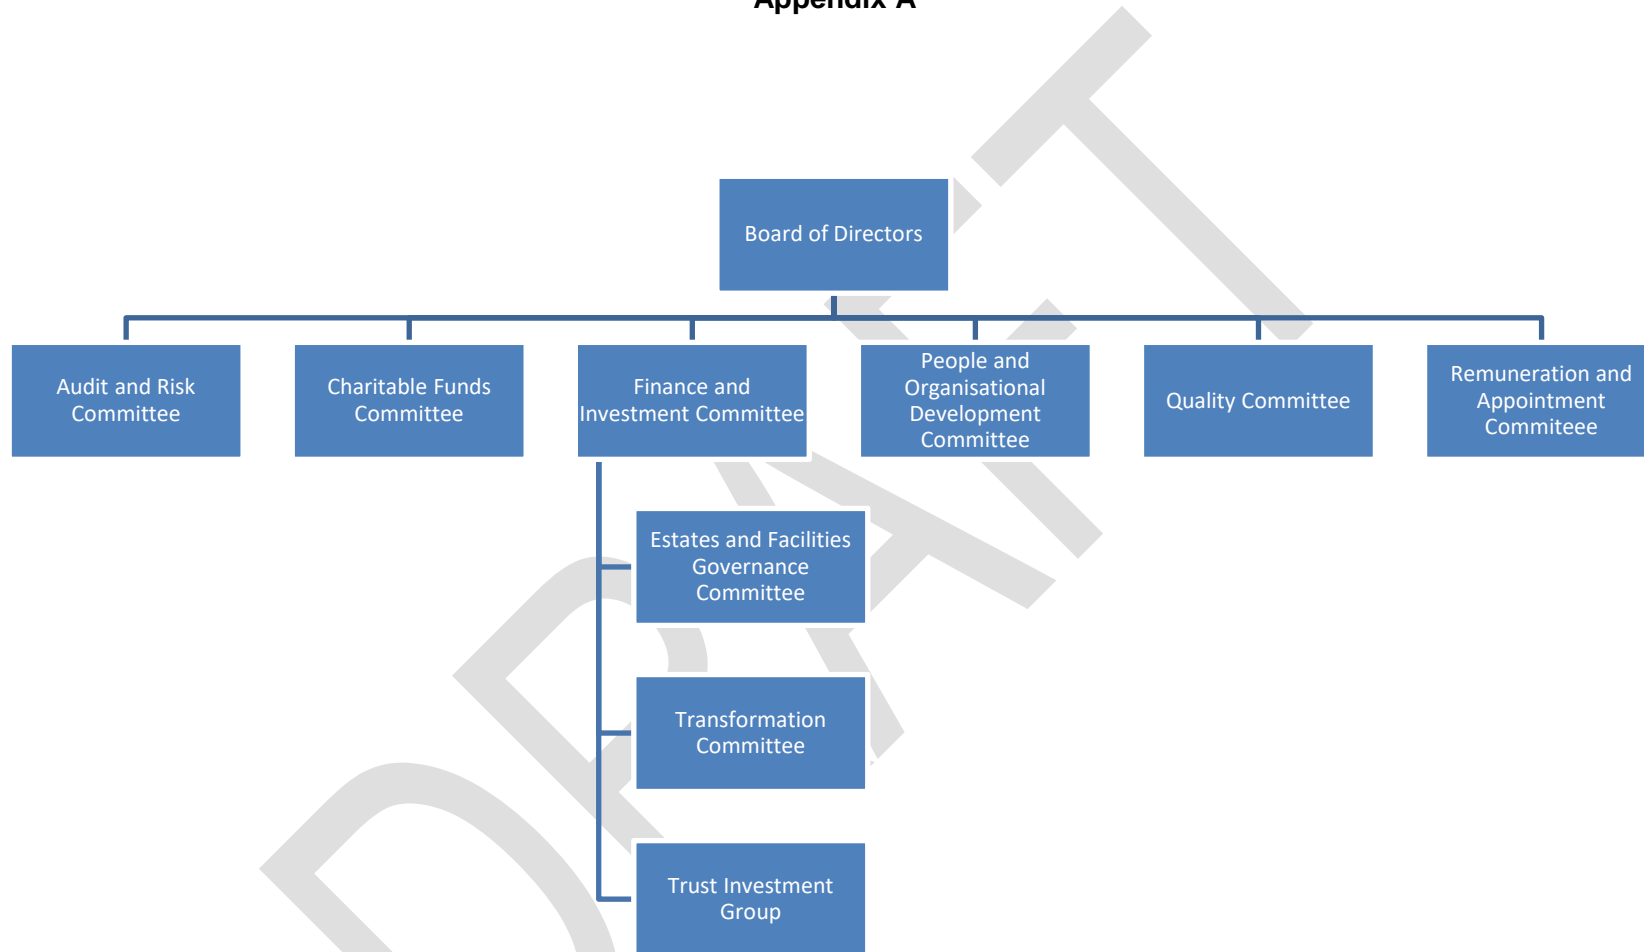 Appendix A
Board of Directors
Audit and Risk
Committee
Charitable Funds
Committee
Finance and
Investment Committee
People and
Organisational
Development
Committee
Quality Committee
Remuneration and
Appointment
Commiteee
Estates and Facilities
Governance
Committee
Transformation
Committee
Trust Investment
Group
DRAFT